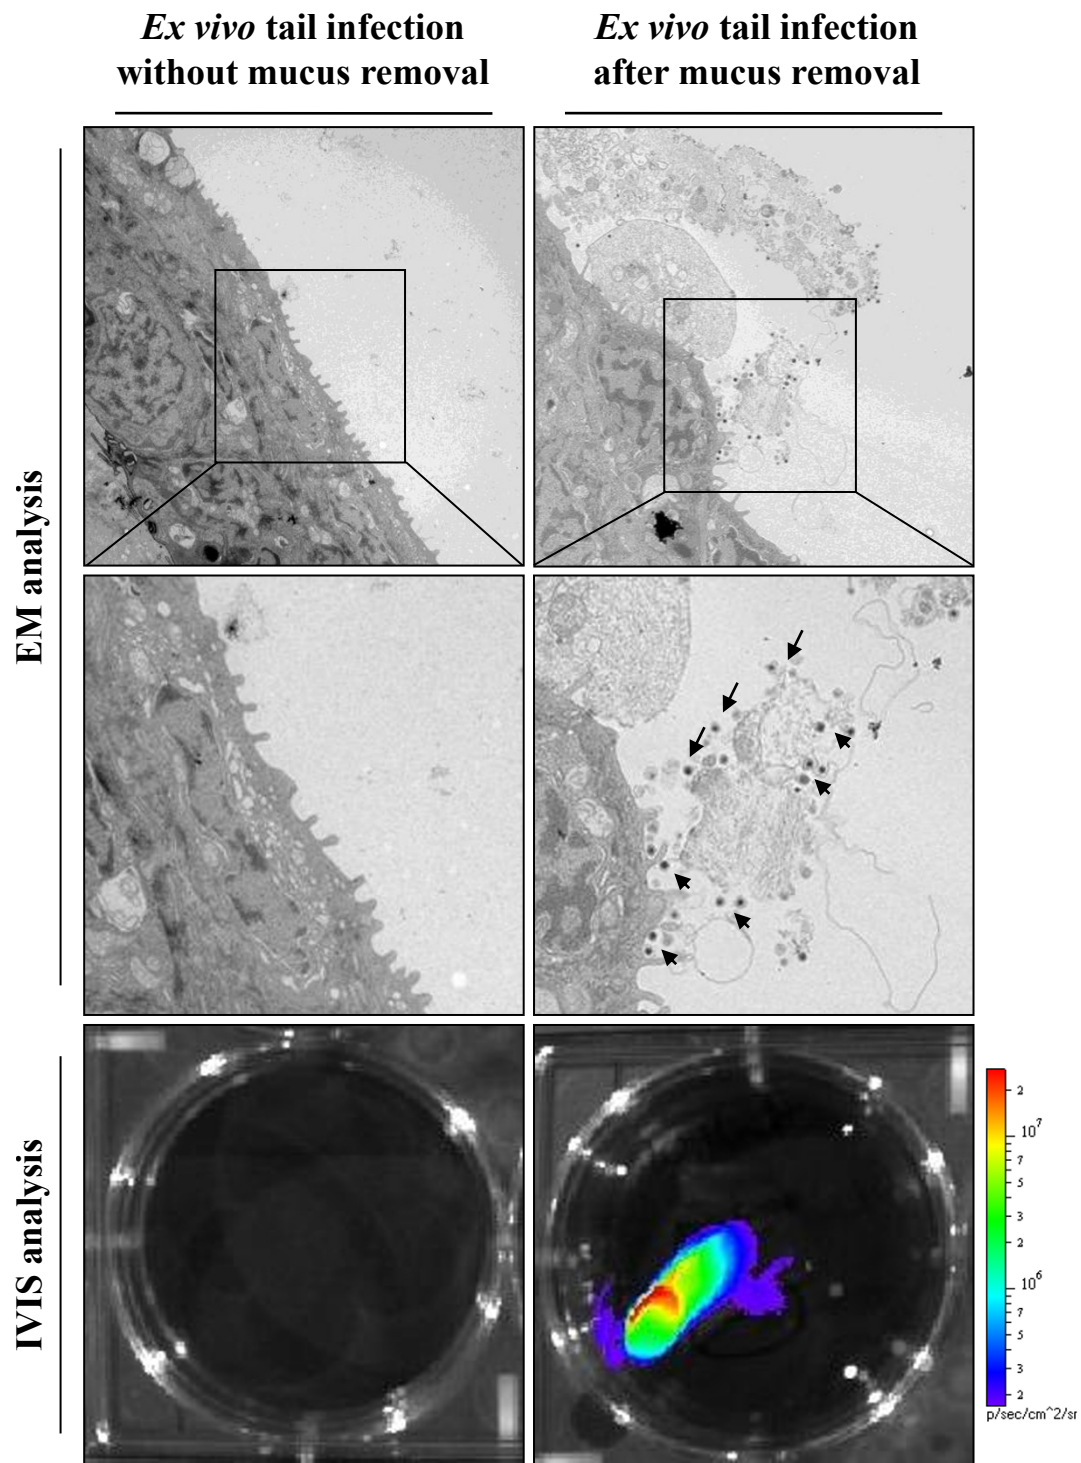 Ex vivo tail infection
without mucus removal
Ex vivo tail infection
after mucus removal
EM analysis
IVIS analysis
2
10^7
7
5
3
2
10^6
7
5
3
2
p/sec/cm^2/sr